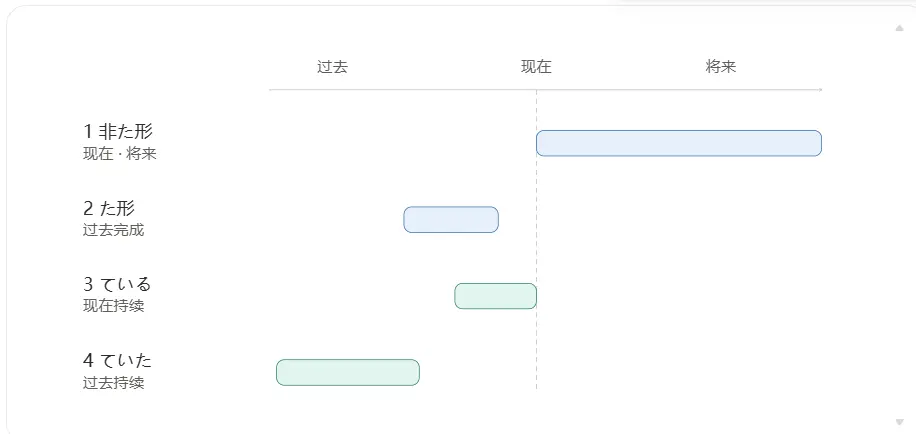 过去
现在
将来
1 非た形
现在 · 将来
2 た形
过去完成
3 ている
现在持续
4 ていた
过去持续